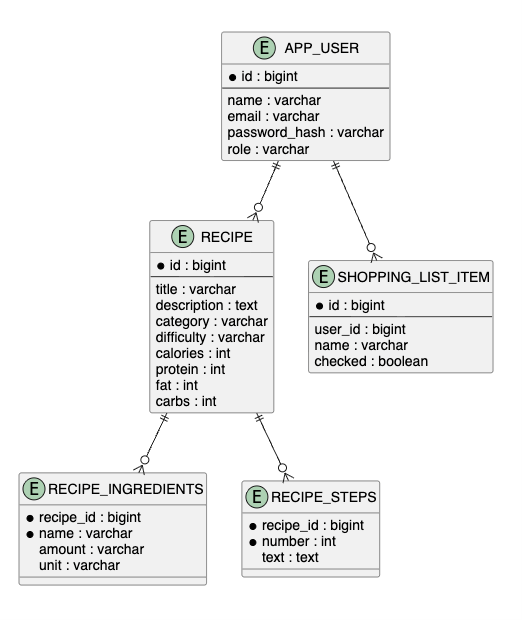 E APP_USER
id : bigint
name : varchar
email : varchar
password_hash : varchar
role : varchar
E RECIPE
id : bigint
title : varchar
description : text
category : varchar
difficulty : varchar
calories : int
protein : int
fat : int
carbs : int
E SHOPPING_LIST_ITEM
id : bigint
user_id : bigint
name : varchar
checked : boolean
E RECIPE_INGREDIENTS
recipe_id : bigint
name : varchar
amount : varchar
unit : varchar
E RECIPE_STEPS
recipe_id : bigint
number : int
text : text